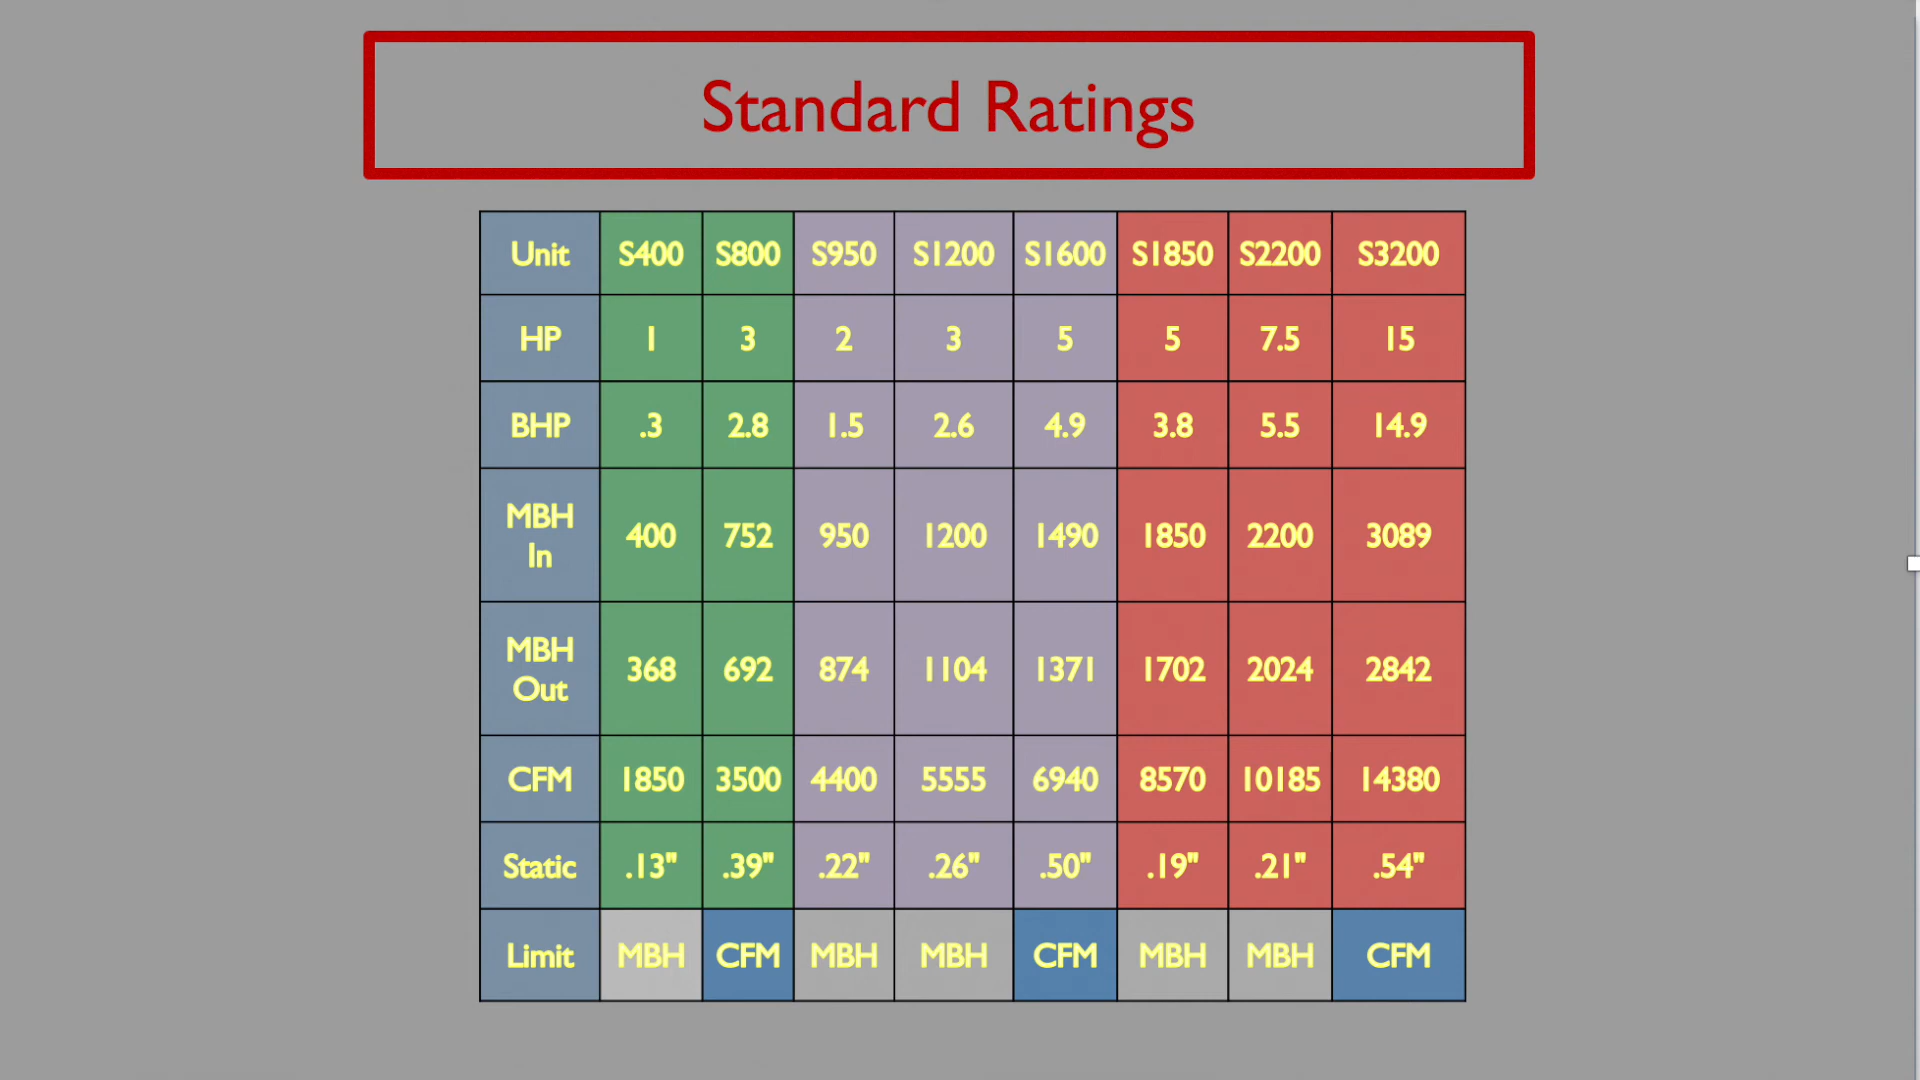 Standard Ratings
Unit S400 S800 S950 S1200 S1600 S1850 S2200 S3200
HP 1 3 2 3 5 5 7.5 15
BHP .3 2.8 1.5 2.6 4.9 3.8 5.5 14.9
MBH In 400 752 950 1200 1490 1850 2200 3089
MBH Out 368 692 874 1104 1371 1702 2024 2842
CFM 1850 3500 4400 5555 6940 8570 10185 14380
Static .13" .39" .22" .26" .50" .19" .21" .54"
Limit MBH CFM MBH MBH CFM MBH MBH CFM